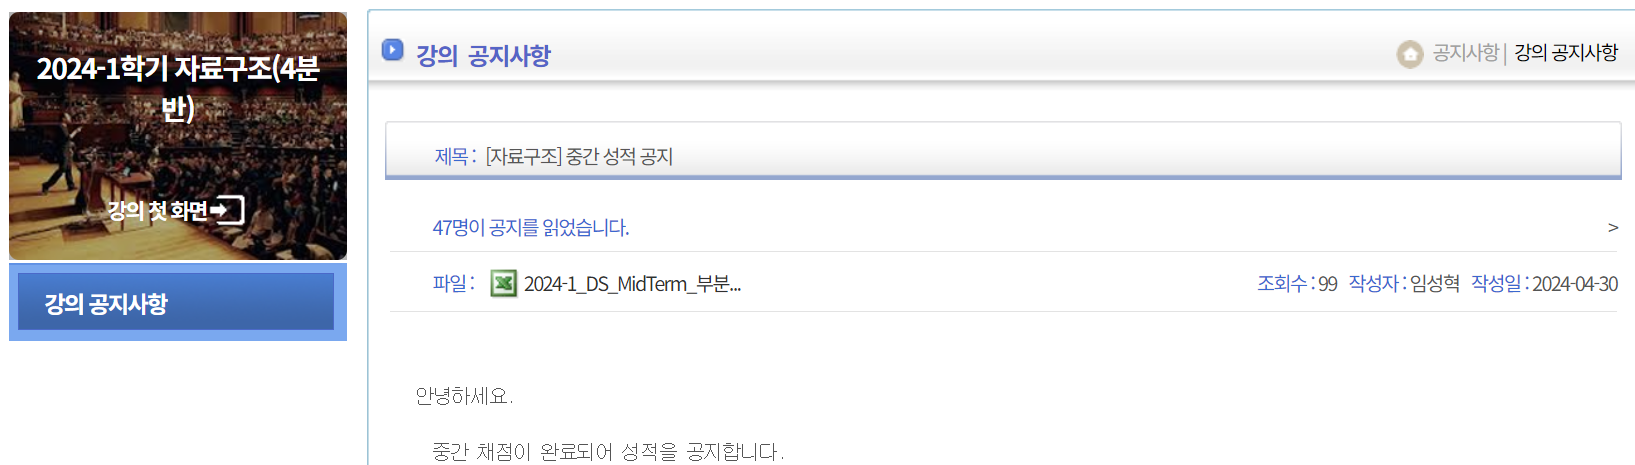 2024-1학기 자료구조(4분
반)
강의 첫 화면
강의 공지사항
강의 공지사항
공지사항 | 강의 공지사항
제목 : [자료구조] 중간 성적 공지
47명이 공지를 읽었습니다.
>
파일 : 2024-1_DS_MidTerm_부분...
조회수 : 99 작성자 : 임성혁 작성일 : 2024-04-30
안녕하세요.
중간 채점이 완료되어 성적을 공지합니다.